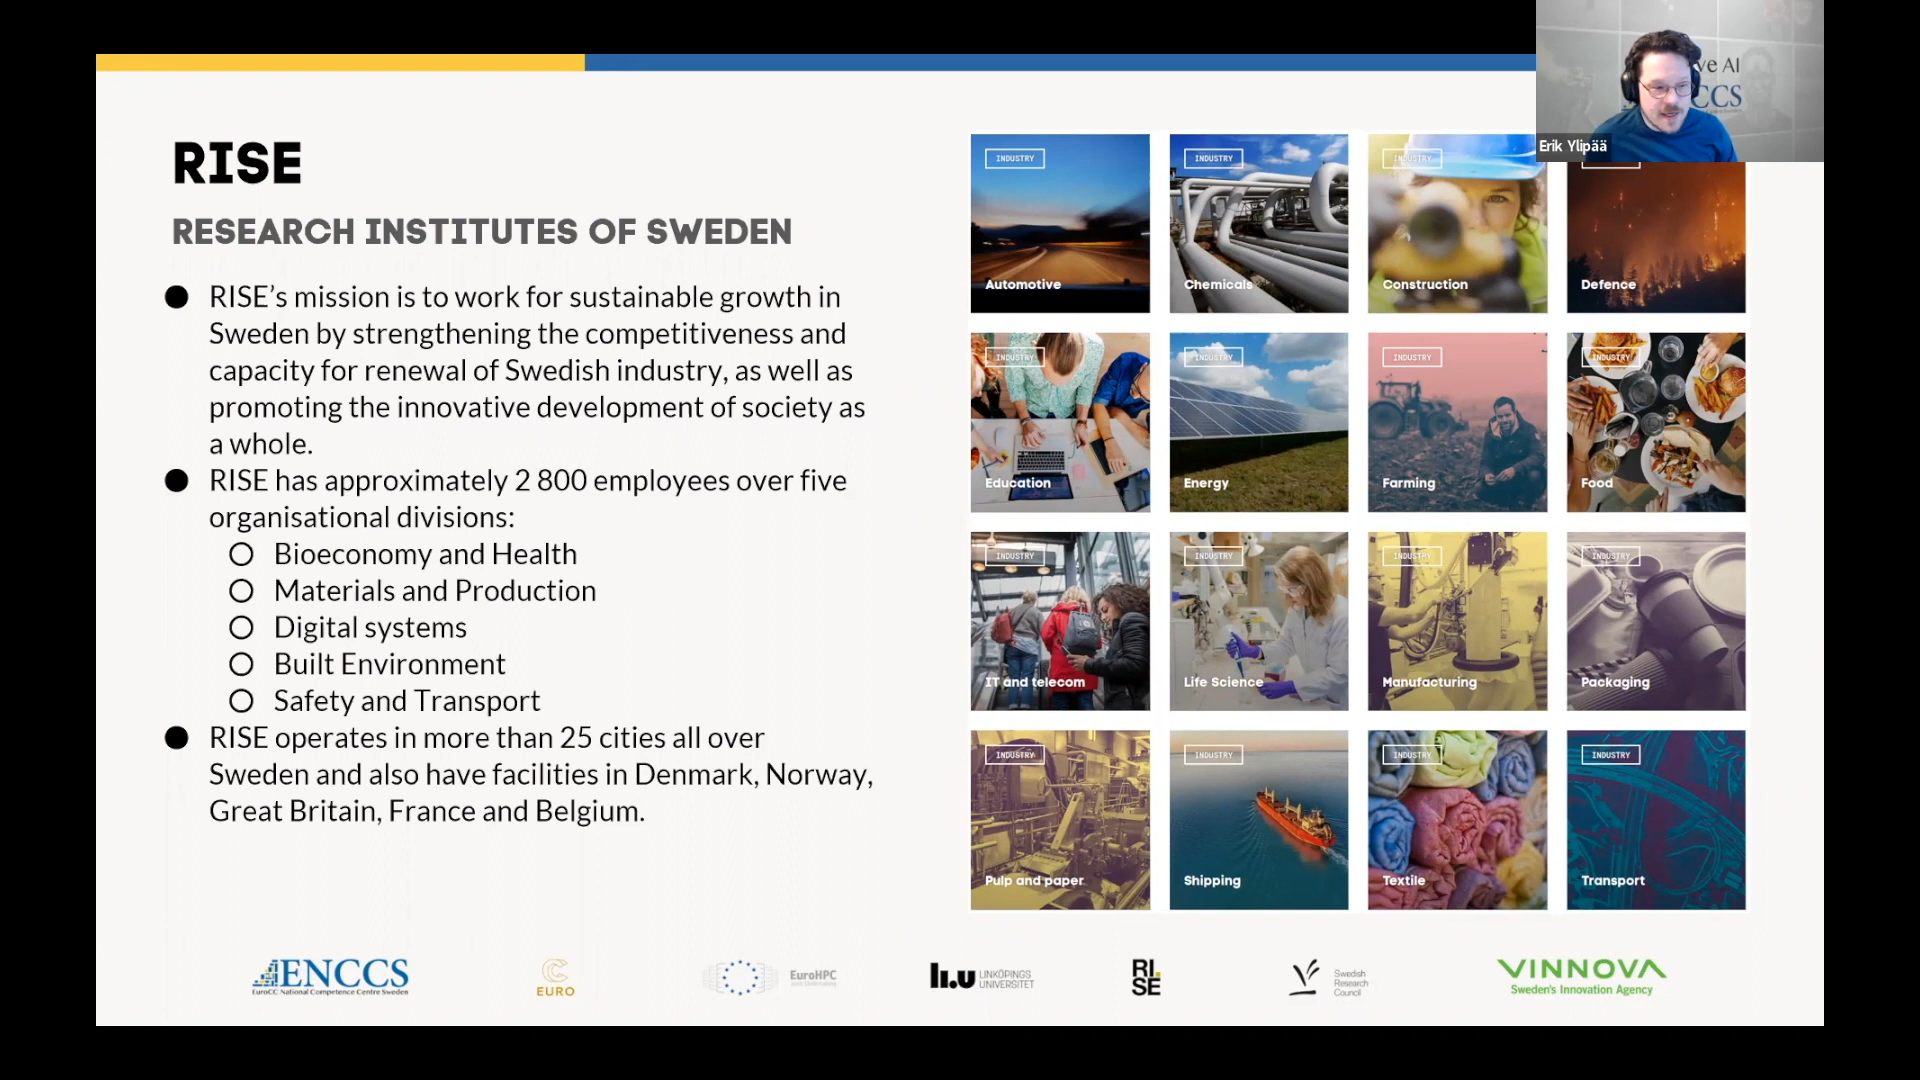 RISE
RESEARCH INSTITUTES OF SWEDEN
● RISE’s mission is to work for sustainable growth in
Sweden by strengthening the competitiveness and
capacity for renewal of Swedish industry, as well as
promoting the innovative development of society as
a whole.
● RISE has approximately 2 800 employees over five
organisational divisions:
○ Bioeconomy and Health
○ Materials and Production
○ Digital systems
○ Built Environment
○ Safety and Transport
● RISE operates in more than 25 cities all over
Sweden and also have facilities in Denmark, Norway,
Great Britain, France and Belgium.
ve AI
CCS
Erik Ylipää
INDUSTRY
Automotive
INDUSTRY
Chemicals
INDUSTRY
Construction
Defence
INDUSTRY
Education
INDUSTRY
Energy
INDUSTRY
Farming
INDUSTRY
Food
INDUSTRY
IT and telecom
INDUSTRY
Life Science
INDUSTRY
Manufacturing
INDUSTRY
Packaging
INDUSTRY
Pulp and paper
INDUSTRY
Shipping
INDUSTRY
Textile
INDUSTRY
Transport
ENCCS
EuroCC National Competence Centre Sweden
EURO
EuroHPC
Joint Undertaking
LI.U LINKÖPINGS
UNIVERSITET
RI.
SE
Swedish
Research
Council
VINNOVA
Sweden's Innovation Agency